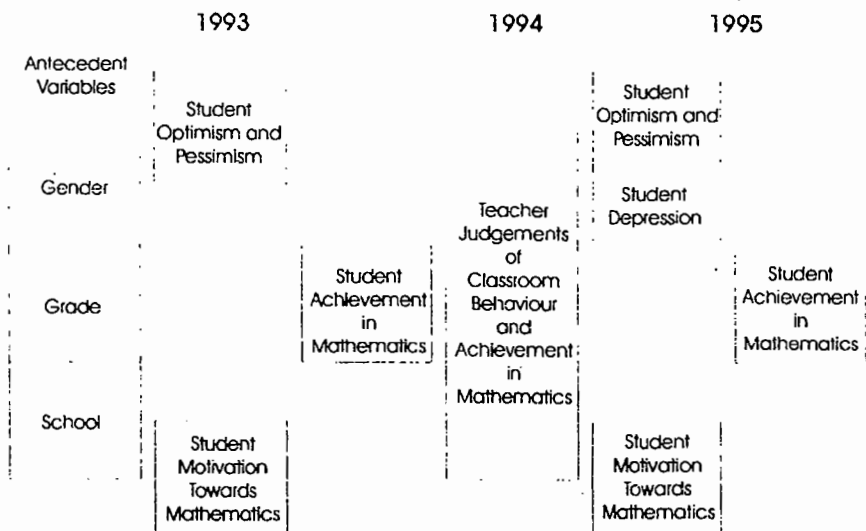 1993
1994
1995
Antecedent
Variables
Gender
Grade
School
Student
Optimism and
Pessimism
Student
Motivation
Towards
Mathematics
Student
Achievement
in
Mathematics
Teacher
Judgements
of
Classroom
Behaviour
and
Achievement
in
Mathematics
Student
Optimism and
Pessimism
Student
Depression
Student
Motivation
Towards
Mathematics
Student
Achievement
in
Mathematics